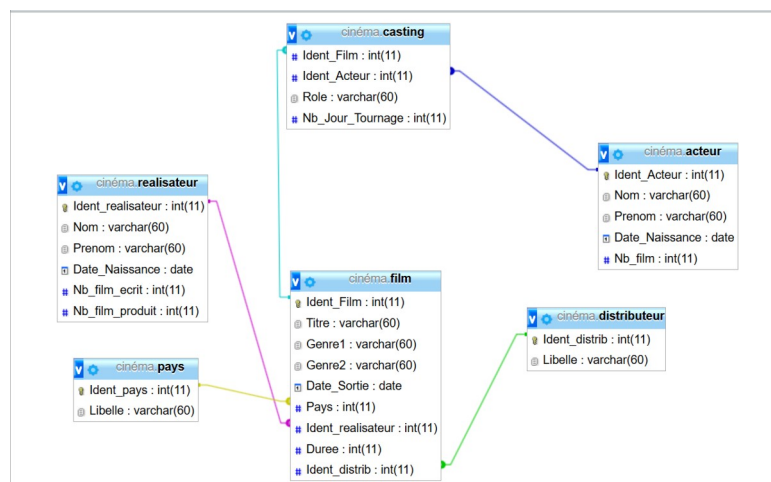 cinéma.casting
Ident_Film : int(11)
Ident_Acteur : int(11)
Role : varchar(60)
Nb_Jour_Tournage : int(11)
cinéma.acteur
Ident_Acteur : int(11)
Nom : varchar(60)
Prenom : varchar(60)
Date_Naissance : date
Nb_film : int(11)
cinéma.realisateur
Ident_realisateur : int(11)
Nom : varchar(60)
Prenom : varchar(60)
Date_Naissance : date
Nb_film_ecrit : int(11)
Nb_film_produit : int(11)
cinéma.film
Ident_Film : int(11)
Titre : varchar(60)
Genre1 : varchar(60)
Genre2 : varchar(60)
Date_Sortie : date
Pays : int(11)
Ident_realisateur : int(11)
Duree : int(11)
Ident_distrib : int(11)
cinéma.distributeur
Ident_distrib : int(11)
Libelle : varchar(60)
cinéma.pays
Ident_pays : int(11)
Libelle : varchar(60)